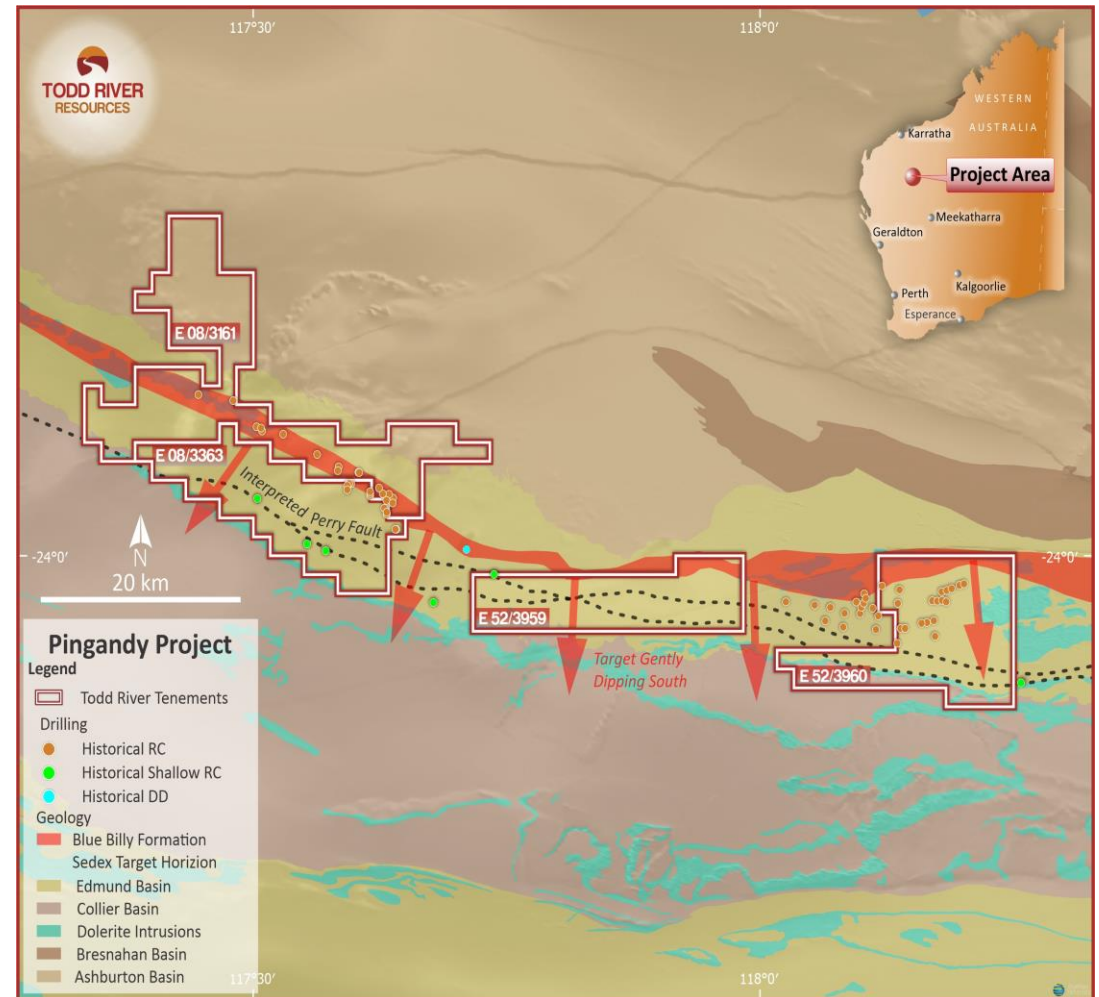 117°30'
118°0'
TODD RIVER
RESOURCES
WESTERN
AUSTRALIA
Karratha
Project Area
Meekatharra
Geraldton
Kalgoorlie
Perth
Esperance
E 08/3161
E 08/3363
Interpreted Perry Fault
-24°0'
-24°0'
N
20 km
E 52/3959
Target Gently
Dipping South
E 52/3960
Pingandy Project
Legend
Todd River Tenements
Drilling
Historical RC
Historical Shallow RC
Historical DD
Geology
Blue Billy Formation
Sedex Target Horizion
Edmund Basin
Collier Basin
Dolerite Intrusions
Bresnahan Basin
Ashburton Basin
117°30'
118°0'